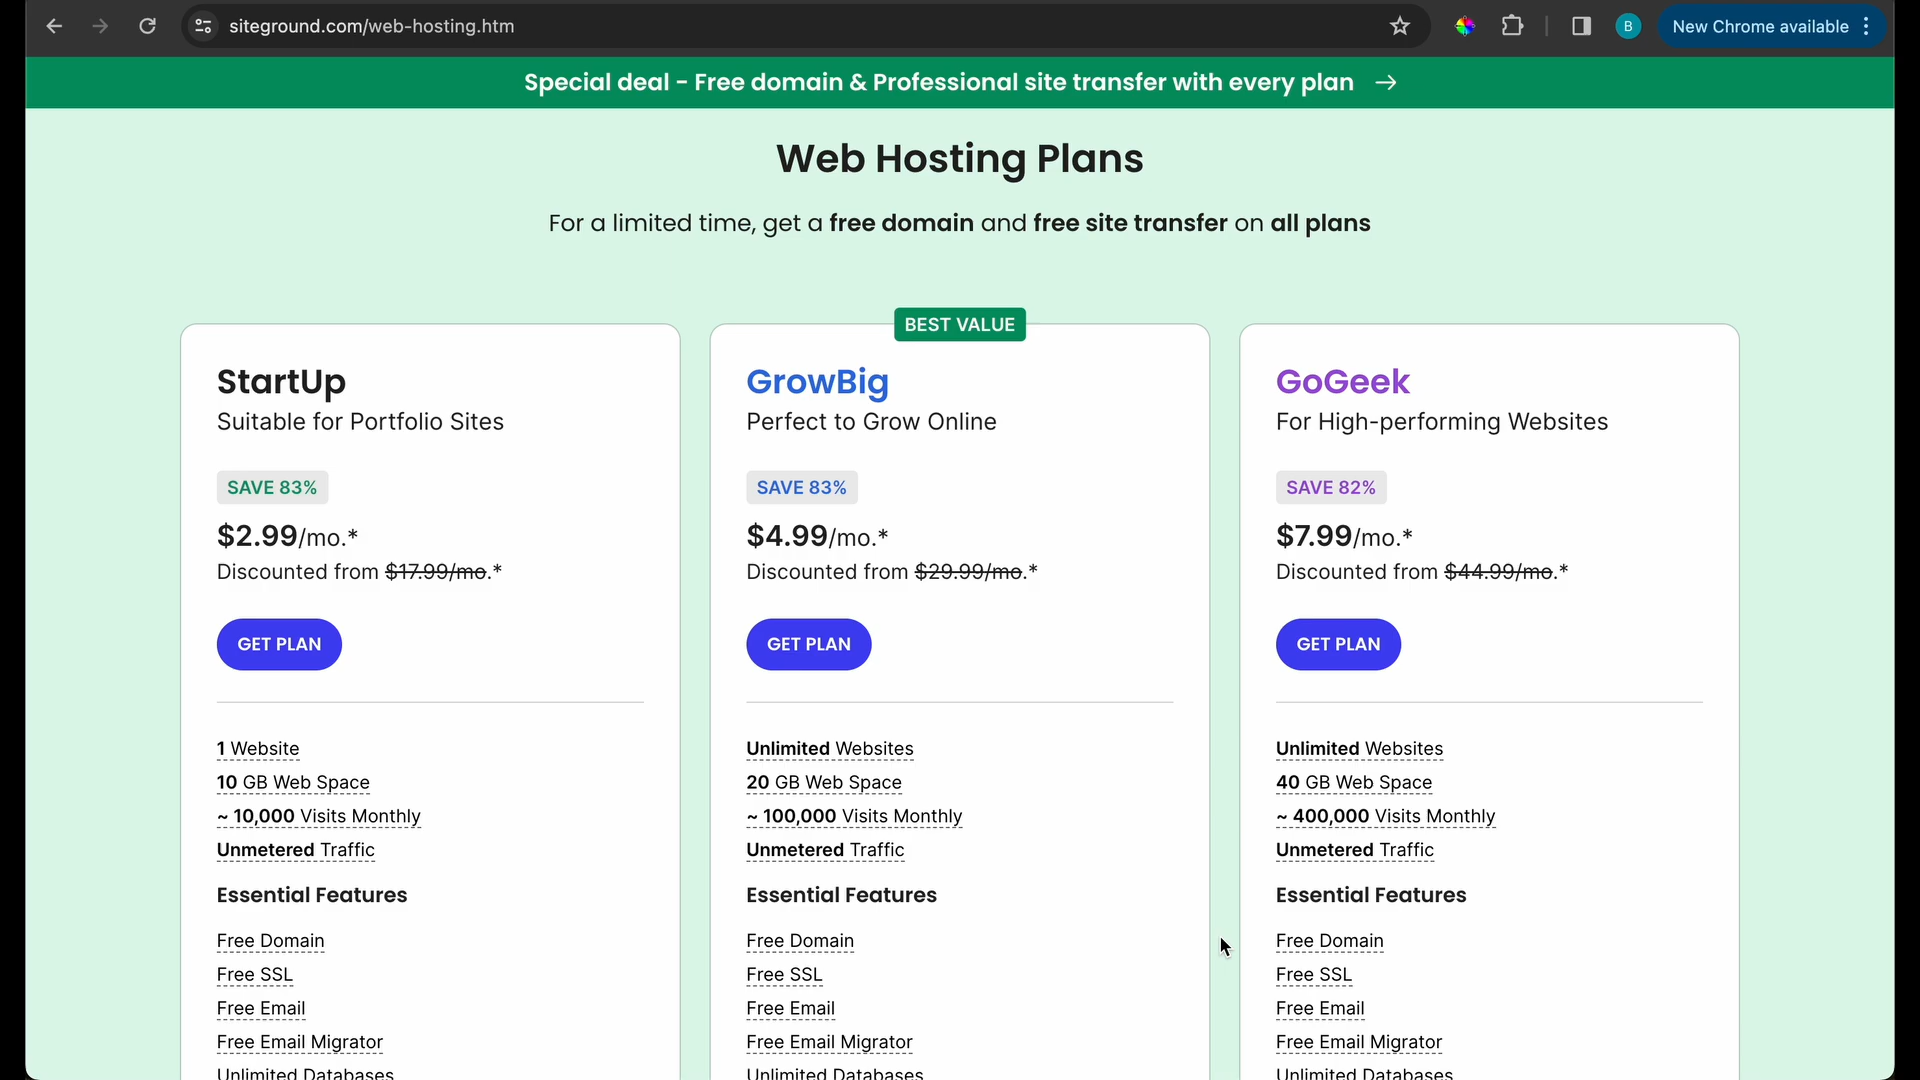 siteground.com/web-hosting.htm
B
New Chrome available
Special deal - Free domain & Professional site transfer with every plan →
Web Hosting Plans
For a limited time, get a free domain and free site transfer on all plans
StartUp
Suitable for Portfolio Sites
SAVE 83%
$2.99/mo.*
Discounted from $17.99/mo.*
GET PLAN
1 Website
10 GB Web Space
~ 10,000 Visits Monthly
Unmetered Traffic
Essential Features
Free Domain
Free SSL
Free Email
Free Email Migrator
Unlimited Databases
BEST VALUE
GrowBig
Perfect to Grow Online
SAVE 83%
$4.99/mo.*
Discounted from $29.99/mo.*
GET PLAN
Unlimited Websites
20 GB Web Space
~ 100,000 Visits Monthly
Unmetered Traffic
Essential Features
Free Domain
Free SSL
Free Email
Free Email Migrator
Unlimited Databases
GoGeek
For High-performing Websites
SAVE 82%
$7.99/mo.*
Discounted from $44.99/mo.*
GET PLAN
Unlimited Websites
40 GB Web Space
~ 400,000 Visits Monthly
Unmetered Traffic
Essential Features
Free Domain
Free SSL
Free Email
Free Email Migrator
Unlimited Databases